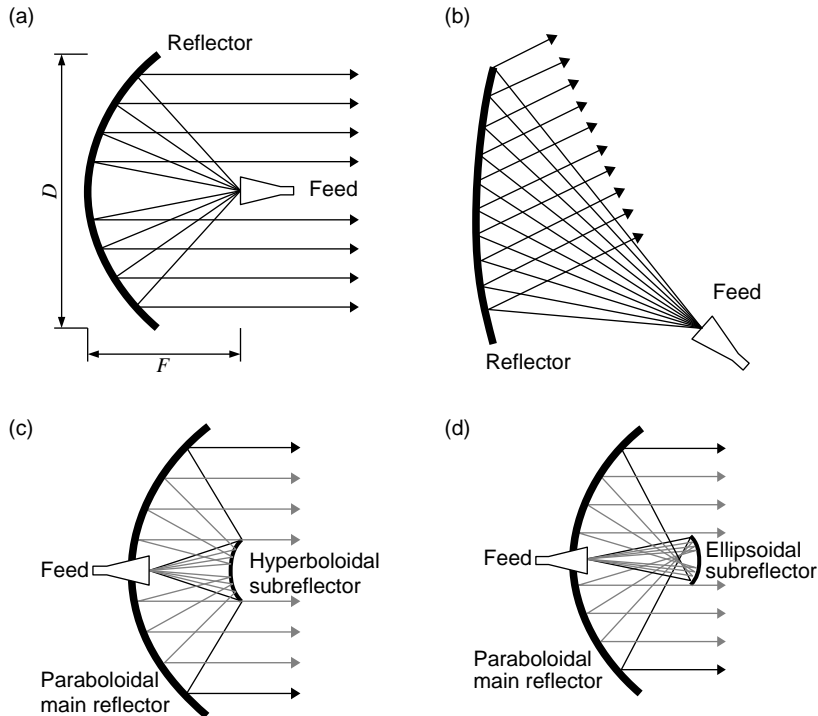 (a)
Reflector
D
Feed
F
(b)
Feed
Reflector
(c)
Feed
Hyperboloidal
subreflector
Paraboloidal
main reflector
(d)
Feed
Ellipsoidal
subreflector
Paraboloidal
main reflector